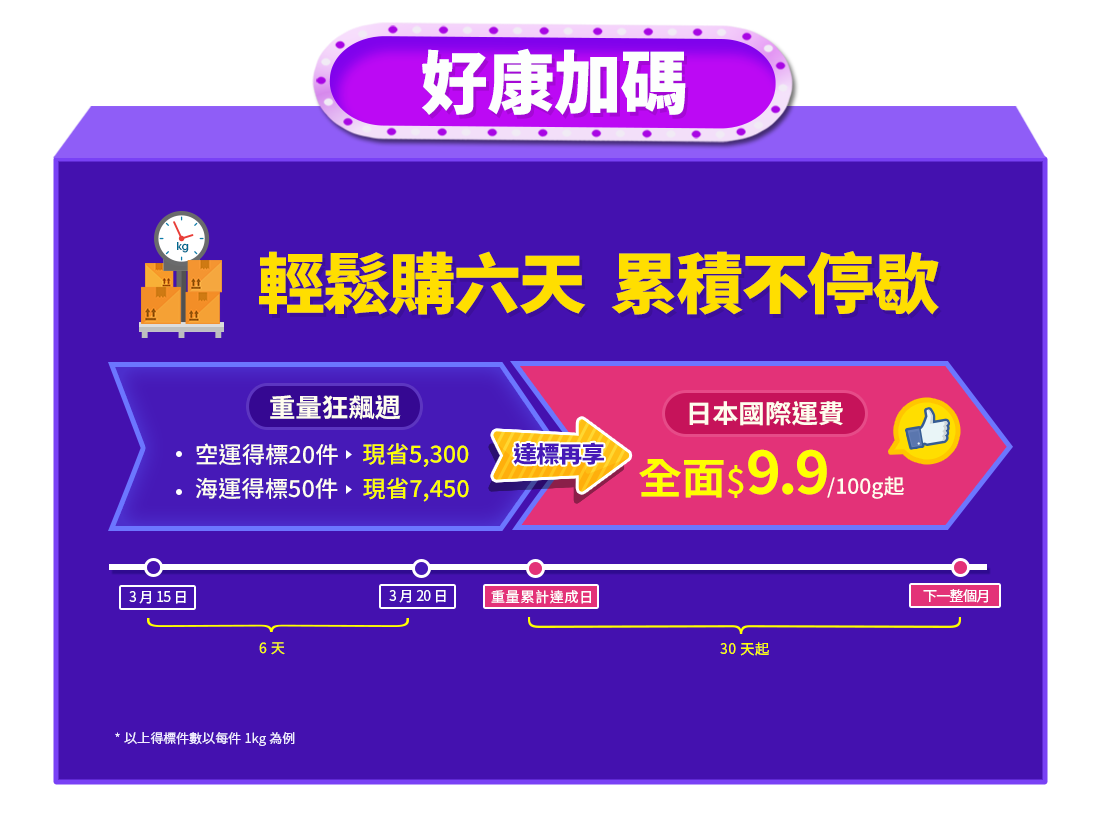 好康加碼
kg
輕鬆購六天 累積不停歇
重量狂飆週
• 空運得標20件 ▸ 現省5,300
• 海運得標50件 ▸ 現省7,450
達標再享
日本國際運費
全面$9.9/100g起
3月15日
3月20日
重量累計達成日
下一整個月
6 天
30 天起
* 以上得標件數以每件 1kg 為例